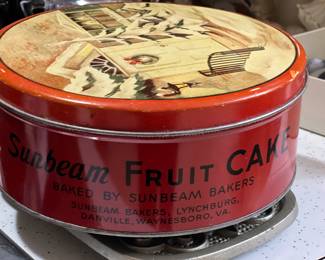 Sunbeam FRUIT CAKE
BAKED BY SUNBEAM BAKERS
SUNBEAM BAKERS, LYNCHBURG,
DANVILLE, WAYNESBORO, VA.